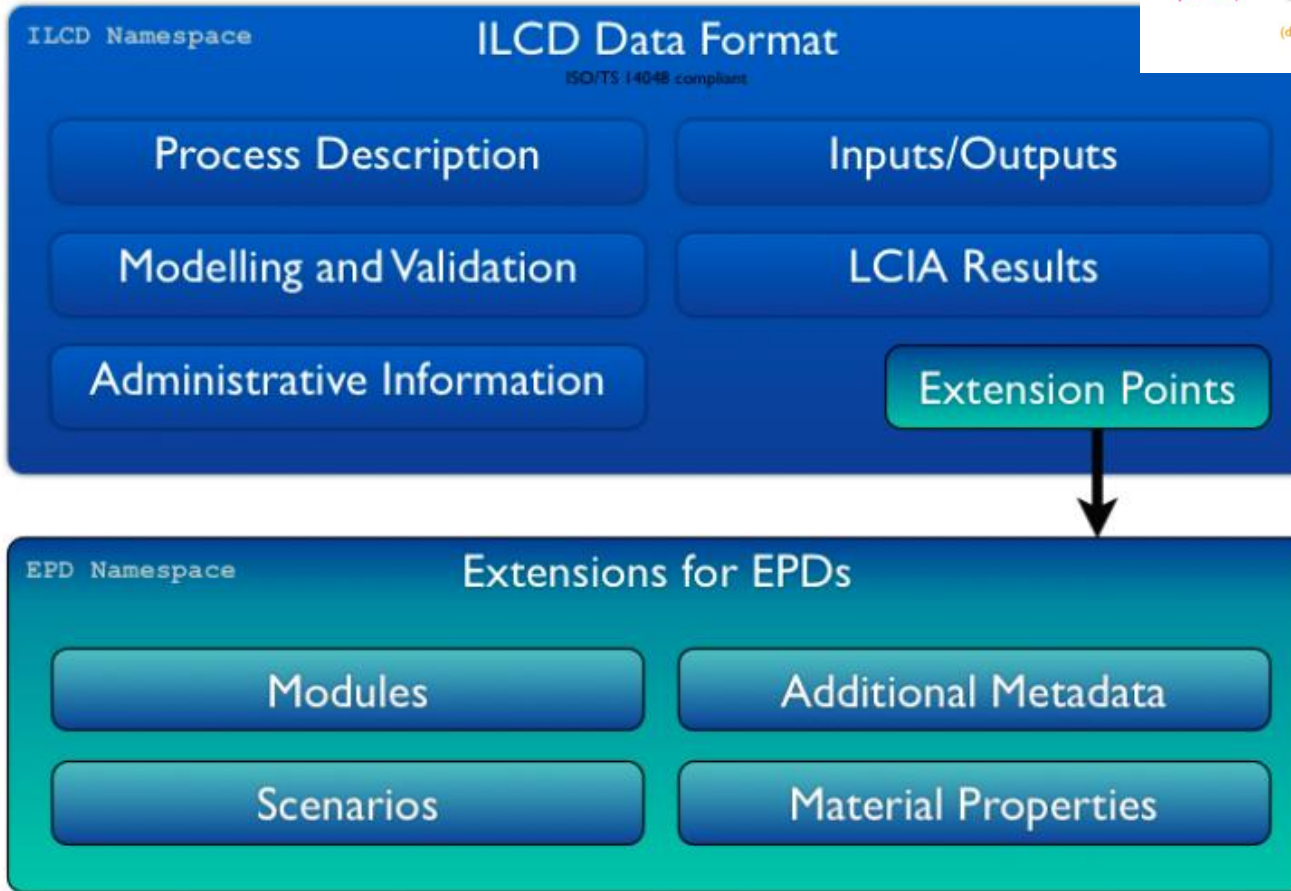 ILCD Namespace
ILCD Data Format
ISO/TS 14048 compliant
Process Description
Inputs/Outputs
Modelling and Validation
LCIA Results
Administrative Information
Extension Points
EPD Namespace
Extensions for EPDs
Modules
Additional Metadata
Scenarios
Material Properties